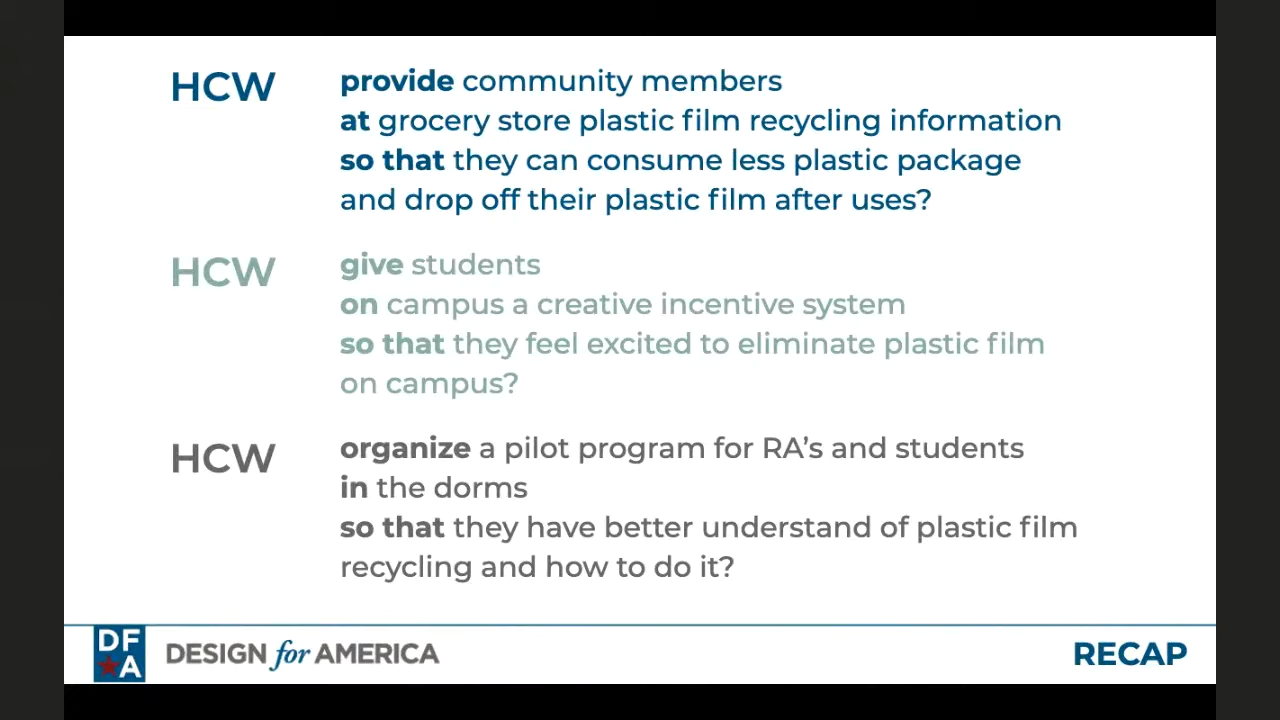 HCW provide community members
at grocery store plastic film recycling information
so that they can consume less plastic package
and drop off their plastic film after uses?
HCW give students
on campus a creative incentive system
so that they feel excited to eliminate plastic film
on campus?
HCW organize a pilot program for RA’s and students
in the dorms
so that they have better understand of plastic film
recycling and how to do it?
DF
A
DESIGN for AMERICA
RECAP